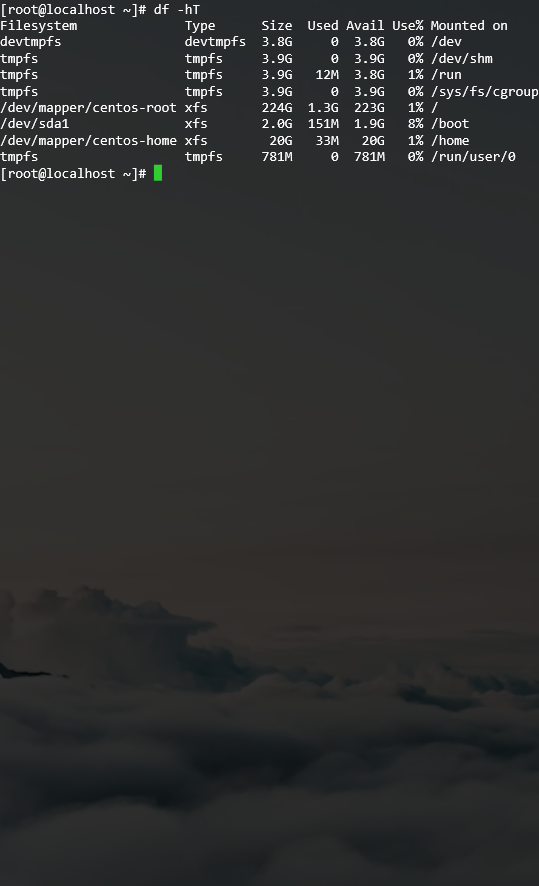 [root@localhost ~]# df -hT
Filesystem              Type      Size  Used Avail Use% Mounted on
devtmpfs                devtmpfs  3.8G     0  3.8G   0% /dev
tmpfs                   tmpfs     3.9G     0  3.9G   0% /dev/shm
tmpfs                   tmpfs     3.9G   12M  3.8G   1% /run
tmpfs                   tmpfs     3.9G     0  3.9G   0% /sys/fs/cgroup
/dev/mapper/centos-root xfs       224G  1.3G  223G   1% /
/dev/sda1               xfs       2.0G  151M  1.9G   8% /boot
/dev/mapper/centos-home xfs        20G   33M   20G   1% /home
tmpfs                   tmpfs     781M     0  781M   0% /run/user/0
[root@localhost ~]#